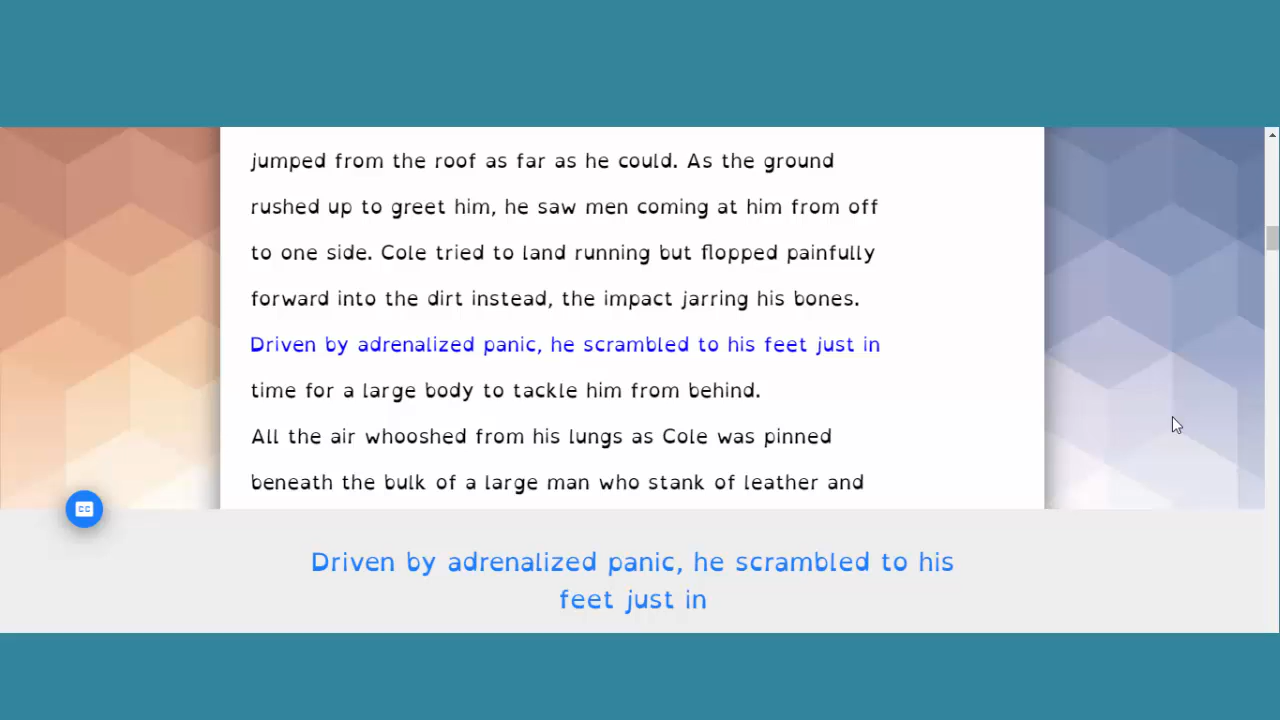 jumped from the roof as far as he could. As the ground
rushed up to greet him, he saw men coming at him from off
to one side. Cole tried to land running but flopped painfully
forward into the dirt instead, the impact jarring his bones.
Driven by adrenalized panic, he scrambled to his feet just in
time for a large body to tackle him from behind.
All the air whooshed from his lungs as Cole was pinned
beneath the bulk of a large man who stank of leather and
CC
Driven by adrenalized panic, he scrambled to his
feet just in